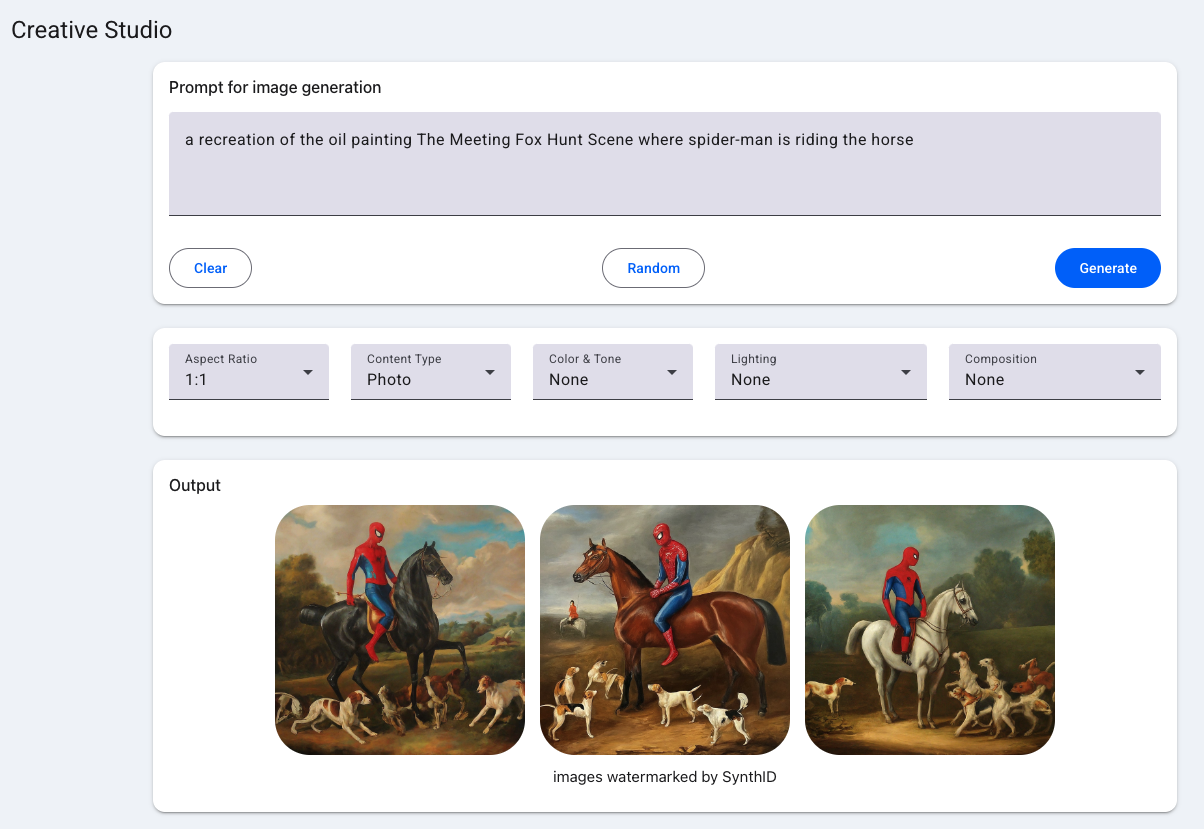 Creative Studio
Prompt for image generation
a recreation of the oil painting The Meeting Fox Hunt Scene where spider-man is riding the horse
Clear
Random
Generate
Aspect Ratio
1:1
Content Type
Photo
Color & Tone
None
Lighting
None
Composition
None
Output
images watermarked by SynthID